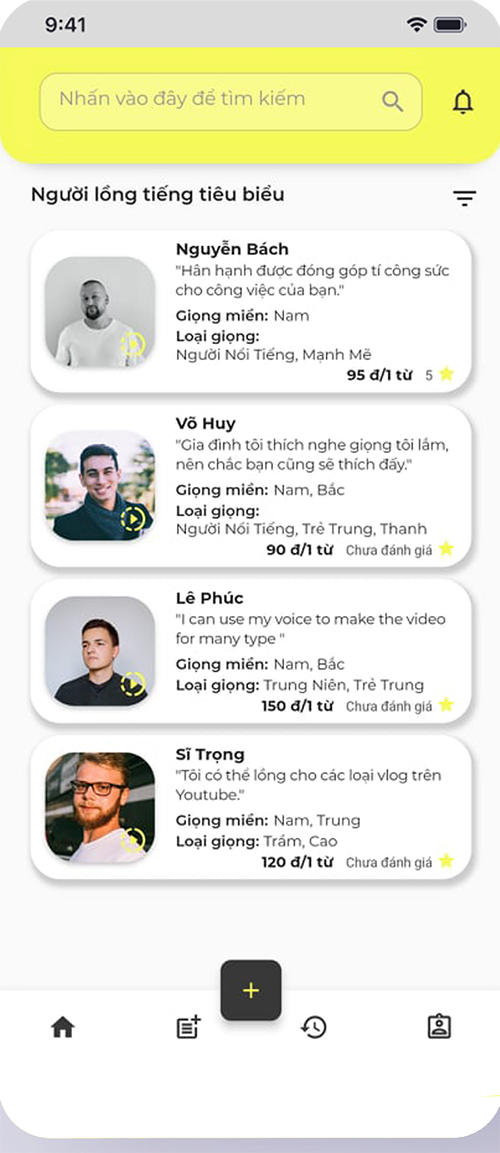 9:41
Nhấn vào đây để tìm kiếm
Người lồng tiếng tiêu biểu
Nguyễn Bách
"Hân hạnh được đóng góp tí công sức
cho công việc của bạn."
Giọng miền: Nam
Loại giọng:
Người Nổi Tiếng, Mạnh Mẽ
95 đ/1 từ 5
Võ Huy
"Gia đình tôi thích nghe giọng tôi lắm,
nên chắc bạn cũng sẽ thích đấy."
Giọng miền: Nam, Bắc
Loại giọng:
Người Nổi Tiếng, Trẻ Trung, Thanh
90 đ/1 từ Chưa đánh giá
Lê Phúc
"I can use my voice to make the video
for many type "
Giọng miền: Nam, Bắc
Loại giọng: Trung Niên, Trẻ Trung
150 đ/1 từ Chưa đánh giá
Sĩ Trọng
"Tôi có thể lồng cho các loại vlog trên
Youtube."
Giọng miền: Nam, Trung
Loại giọng: Trầm, Cao
120 đ/1 từ Chưa đánh giá